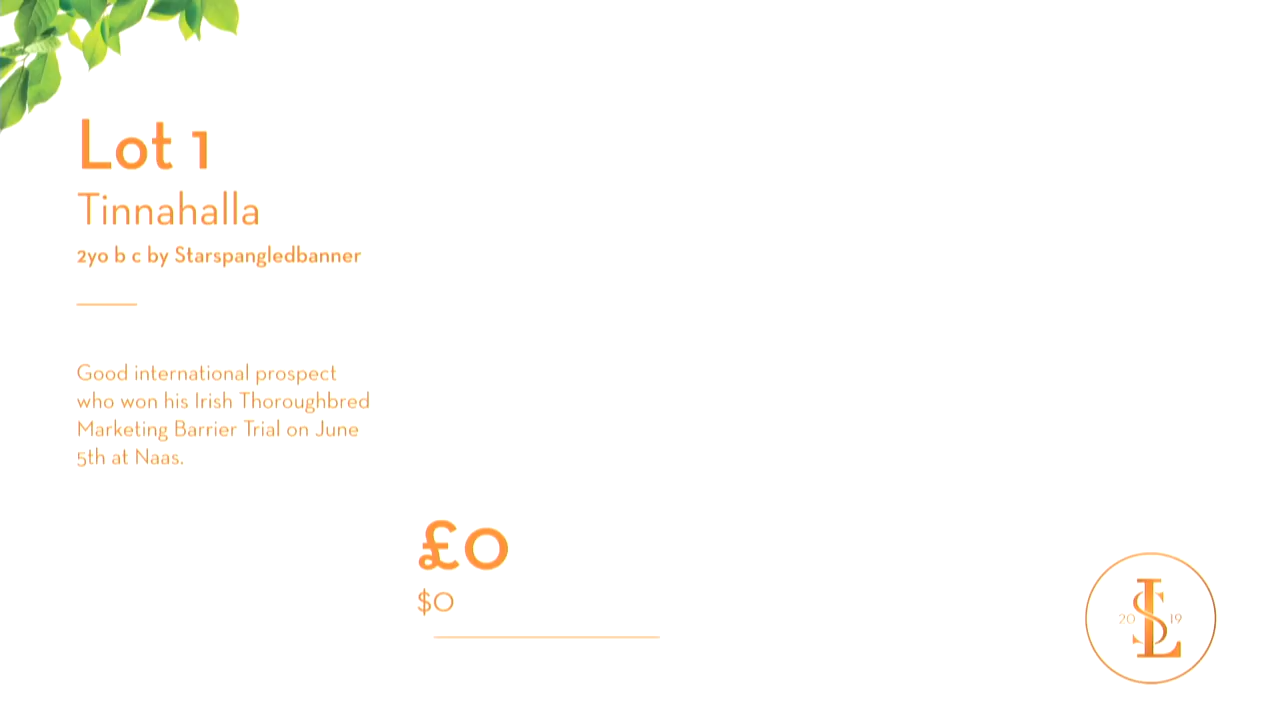 Lot 1
Tinnahalla
2yo b c by Starspangledbanner
Good international prospect
who won his Irish Thoroughbred
Marketing Barrier Trial on June
5th at Naas.
£0
$0
20 SL 19